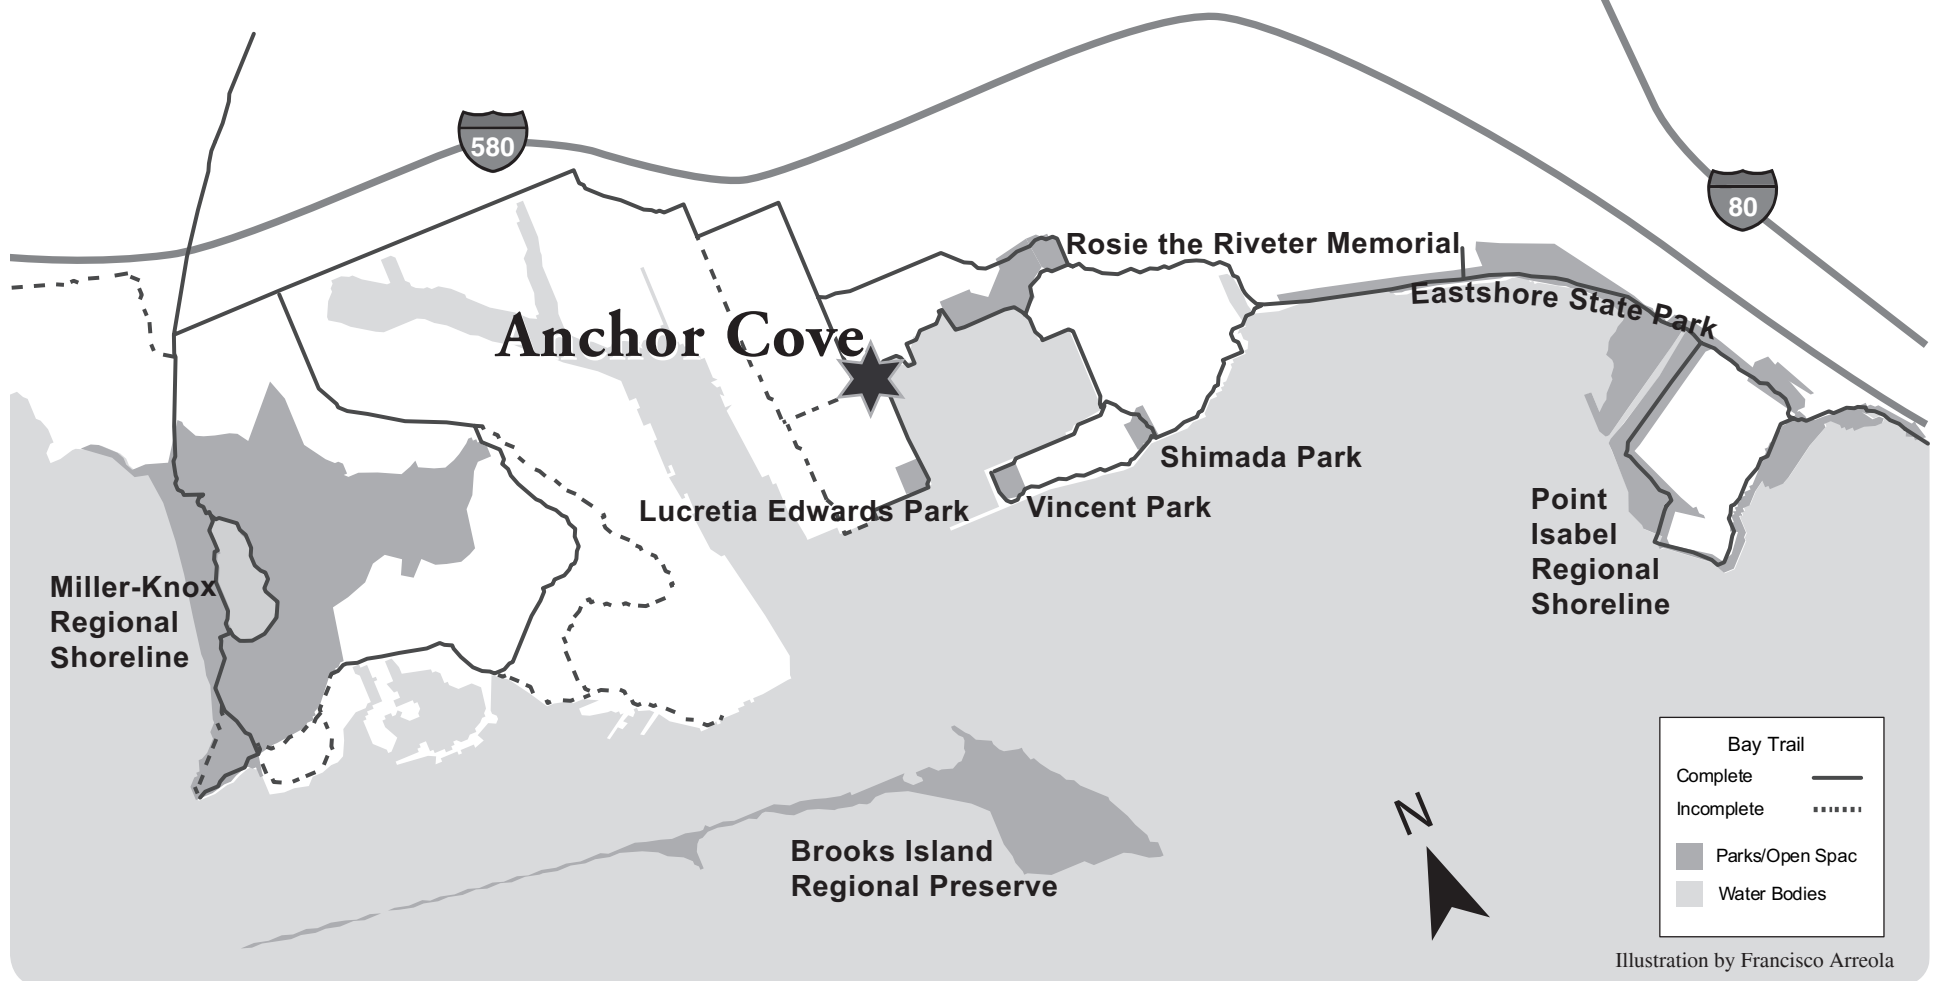 580
80
Rosie the Riveter Memorial
Eastshore State Park
Anchor Cove
Shimada Park
Lucretia Edwards Park
Vincent Park
Point
Isabel
Regional
Shoreline
Miller-Knox
Regional
Shoreline
Brooks Island
Regional Preserve
N
Bay Trail
Complete
Incomplete
Parks/Open Spac
Water Bodies
Illustration by Francisco Arreola